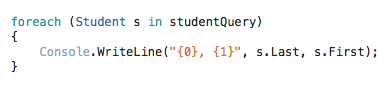 foreach (Student s in studentQuery)
{
    Console.WriteLine("{0}, {1}", s.Last, s.First);
}